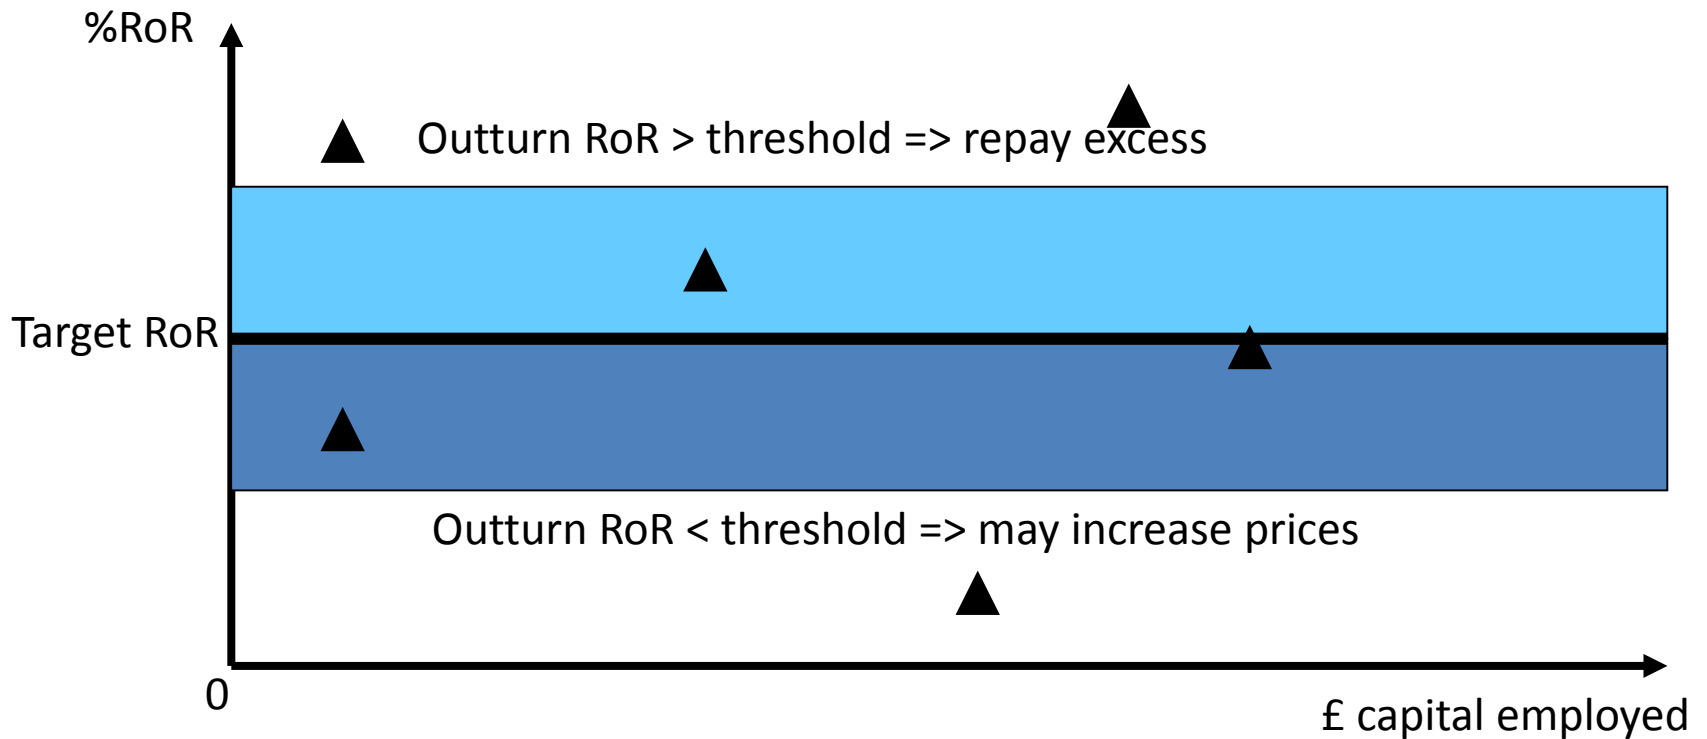 %RoR
Outturn RoR > threshold => repay excess
Target RoR
Outturn RoR < threshold => may increase prices
0
£ capital employed